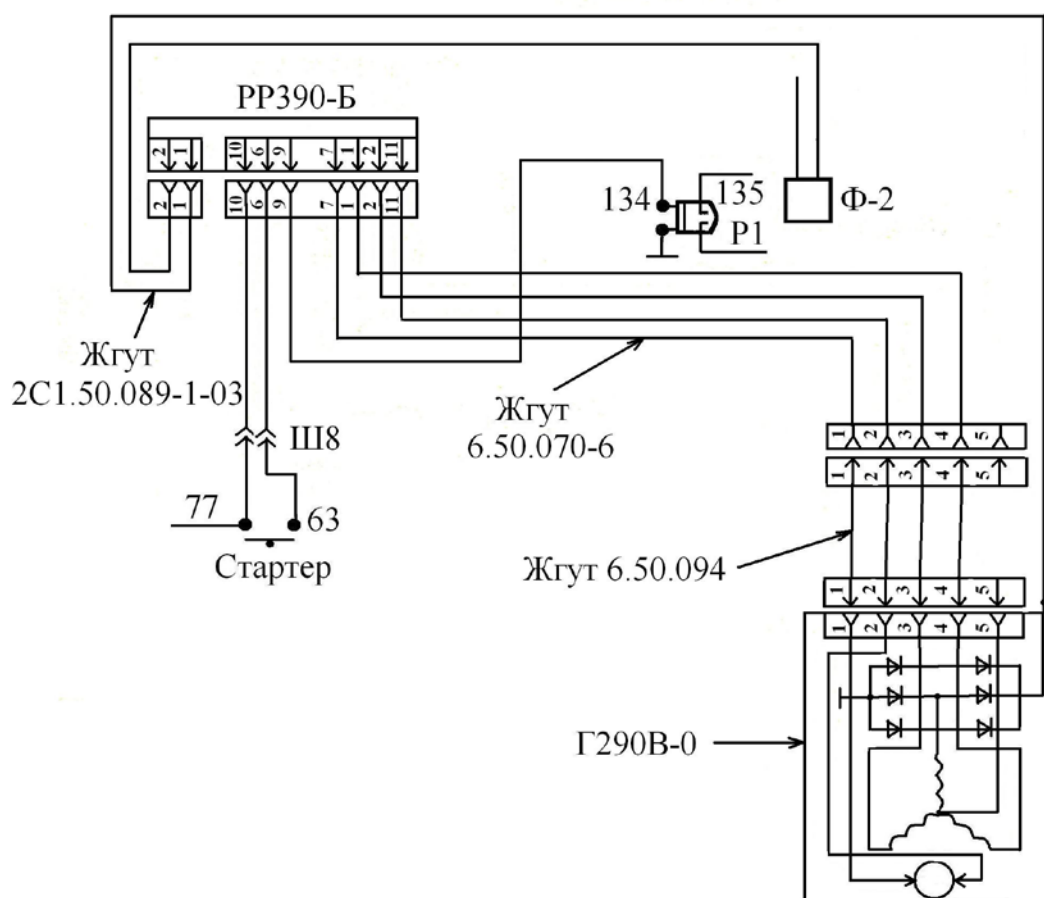 РР390-Б
2 1 10 6 9 7 1 2 11
2 1 10 6 9 7 1 2 11
134
135
Р1
Ф-2
Жгут
2С1.50.089-1-03
Жгут
6.50.070-6
Ш8
77
63
Стартер
1 2 3 4 5
1 2 3 4 5
Жгут 6.50.094
1 2 3 4 5
1 2 3 4 5
Г290В-0